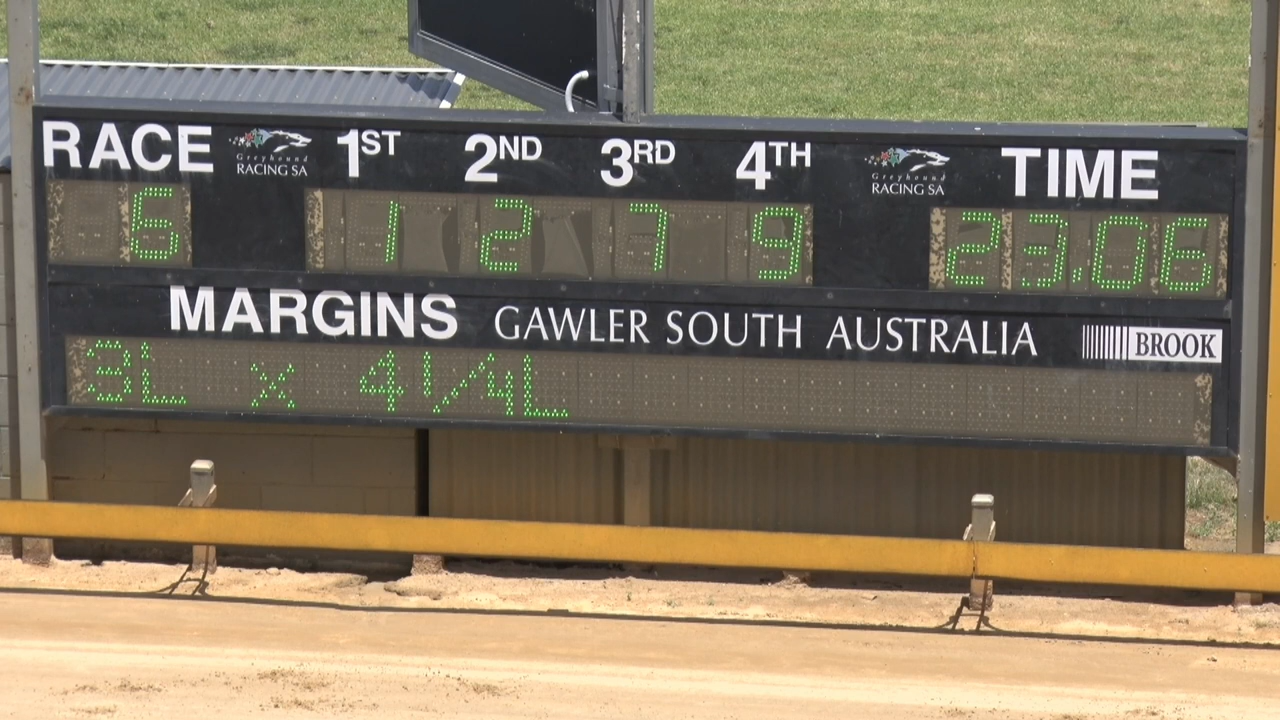 RACE Greyhound RACING SA 1ST 2ND 3RD 4TH Greyhound RACING SA TIME
6 1 2 7 9 23.06
MARGINS GAWLER SOUTH AUSTRALIA BROOK
3L x 4 1/4L